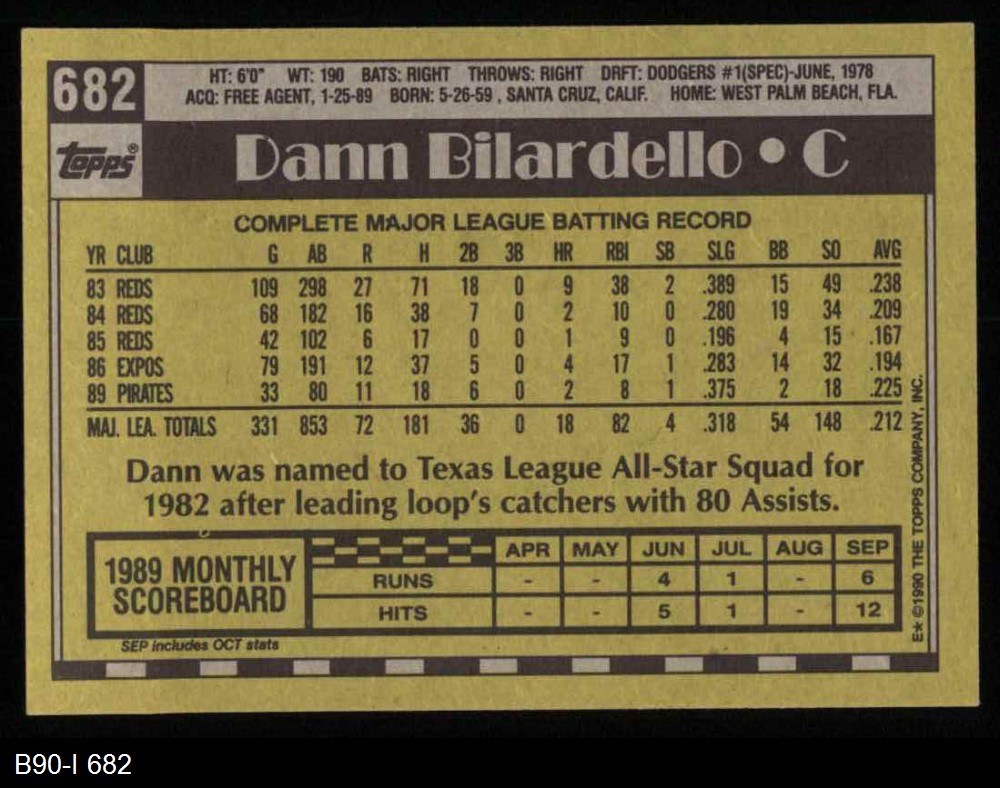 682
HT: 6'0" WT: 190 BATS: RIGHT THROWS: RIGHT DRFT: DODGERS #1(SPEC)-JUNE, 1978
ACQ: FREE AGENT, 1-25-89 BORN: 5-26-59 , SANTA CRUZ, CALIF. HOME: WEST PALM BEACH, FLA.
topps®
Dann Bilardello • C
COMPLETE MAJOR LEAGUE BATTING RECORD
YR CLUB G AB R H 2B 3B HR RBI SB SLG BB SO AVG
83 REDS 109 298 27 71 18 0 9 38 2 .389 15 49 .238
84 REDS 68 182 16 38 7 0 2 10 0 .280 19 34 .209
85 REDS 42 102 6 17 0 0 1 9 0 .196 4 15 .167
86 EXPOS 79 191 12 37 5 0 4 17 1 .283 14 32 .194
89 PIRATES 33 80 11 18 6 0 2 8 1 .375 2 18 .225
MAJ. LEA. TOTALS 331 853 72 181 36 0 18 82 4 .318 54 148 .212
Dann was named to Texas League All-Star Squad for
1982 after leading loop's catchers with 80 Assists.
1989 MONTHLY
SCOREBOARD
APR MAY JUN JUL AUG SEP
RUNS - - 4 1 - 6
HITS - - 5 1 - 12
SEP includes OCT stats
E* ©1990 THE TOPPS COMPANY, INC.
B90-I 682